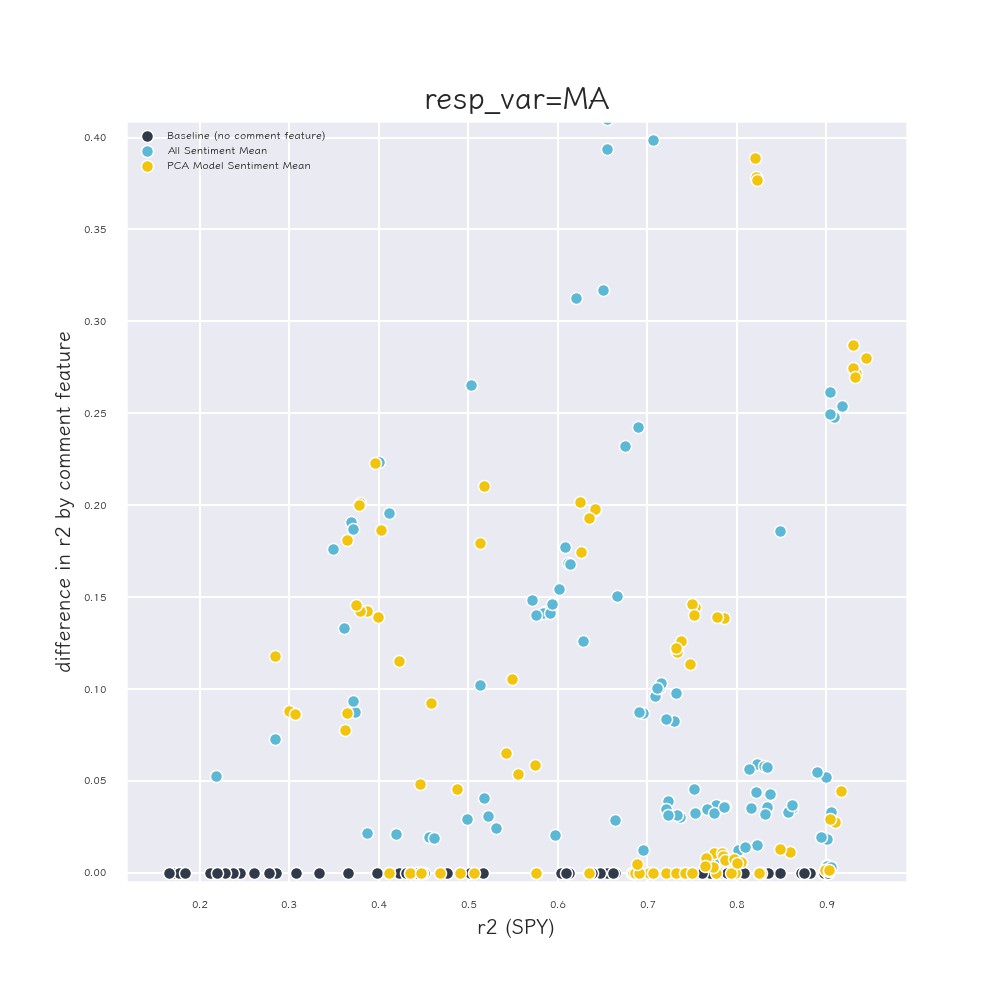 resp_var=MA
Baseline (no comment feature)
All Sentiment Mean
PCA Model Sentiment Mean
0.40
0.35
0.30
0.25
0.20
0.15
0.10
0.05
0.00
difference in r2 by comment feature
0.2 0.3 0.4 0.5 0.6 0.7 0.8 0.9
r2 (SPY)